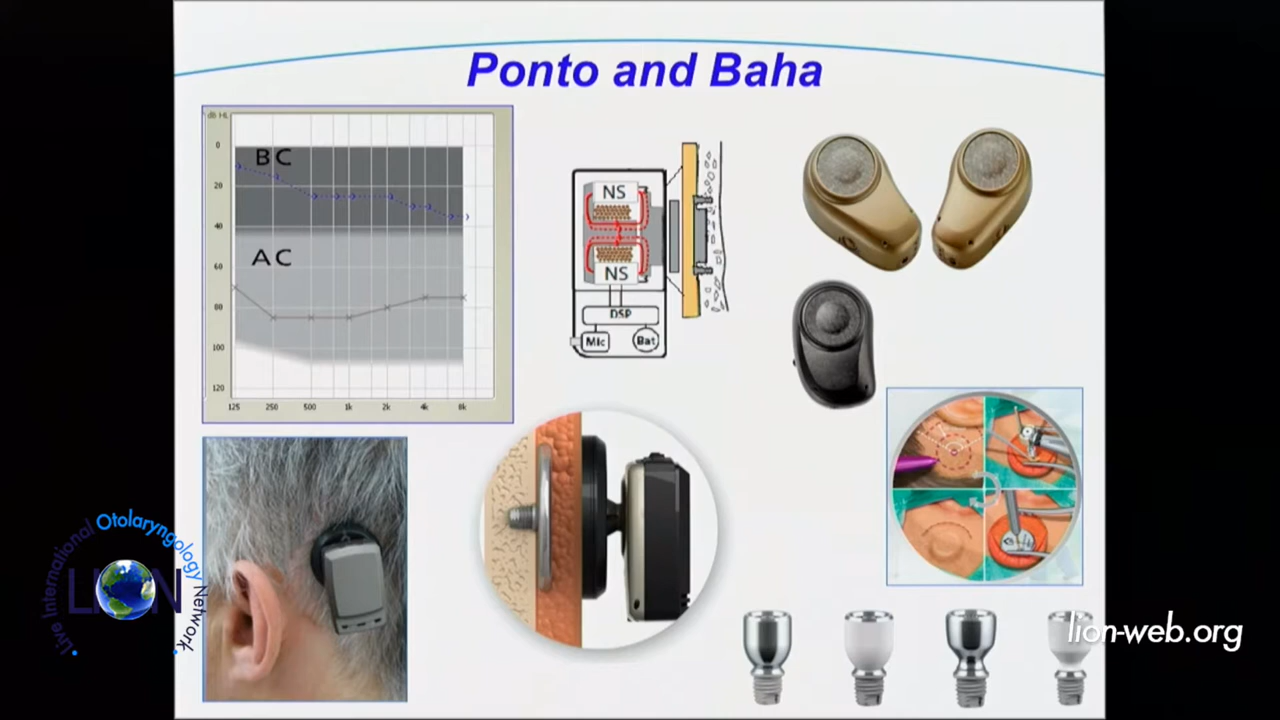 Ponto and Baha
dB HL
BC
AC
0
20
40
60
80
100
120
125
250
500
1k
2k
4k
8k
NS
NS
DSP
Mic
Bat
Live International Otolaryngology Network
LION
lion-web.org